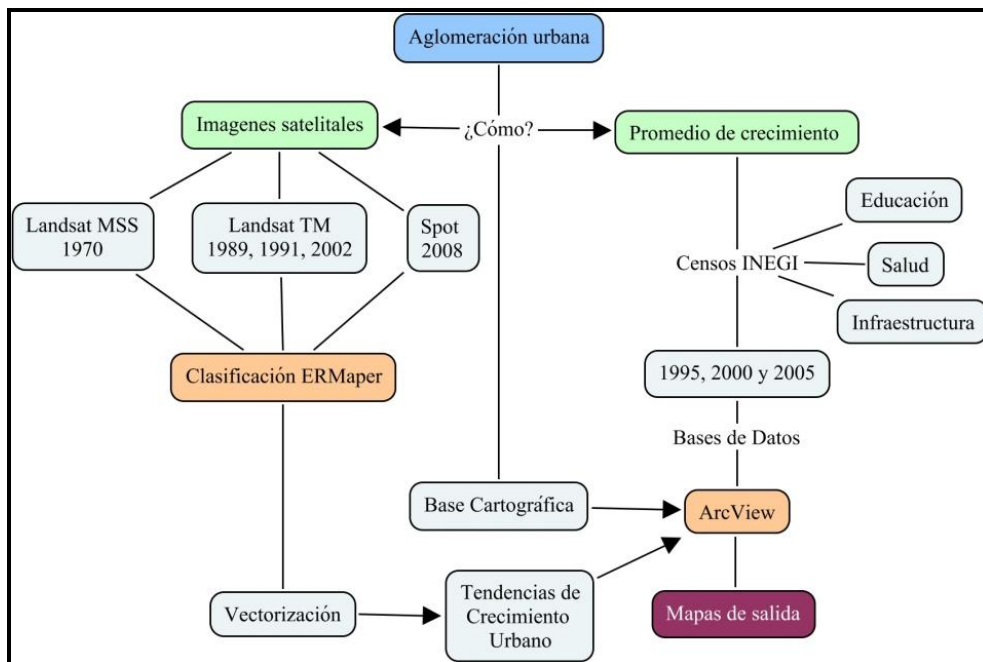 Aglomeración urbana
¿Cómo?
Imagenes satelitales
Promedio de crecimiento
Landsat MSS
1970
Landsat TM
1989, 1991, 2002
Spot
2008
Censos INEGI
Educación
Salud
Infraestructura
Clasificación ERMaper
1995, 2000 y 2005
Bases de Datos
Base Cartográfica
ArcView
Vectorización
Tendencias de
Crecimiento
Urbano
Mapas de salida